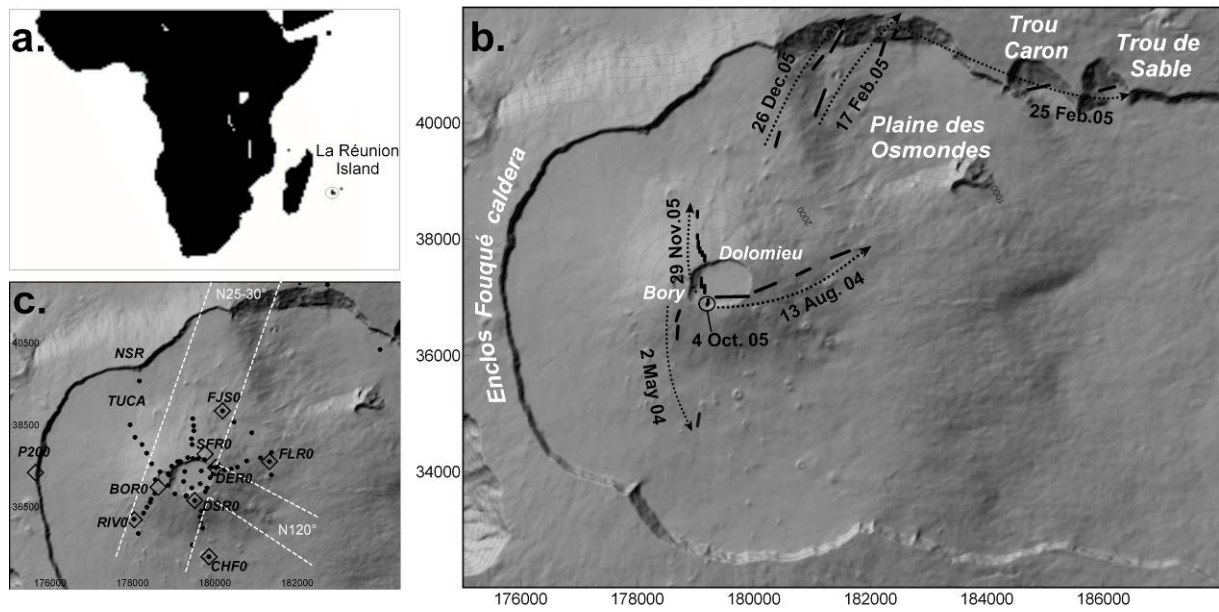 a.
La Réunion
Island
b.
Trou
Caron
Trou de
Sable
26 Dec.05
17 Feb.05
25 Feb.05
Plaine des
Osmondes
Enclos Fouqué caldera
29 Nov.05
Dolomieu
Bory
13 Aug. 04
4 Oct. 05
2 May 04
2000
1000
40000
38000
36000
34000
176000
178000
180000
182000
184000
186000
c.
N25-30°
NSR
TUCA
FJS0
P200
SFR0
FLR0
DER0
BOR0
DSR0
RIV0
N120°
CHF0
40500
38500
36500
176000
178000
180000
182000